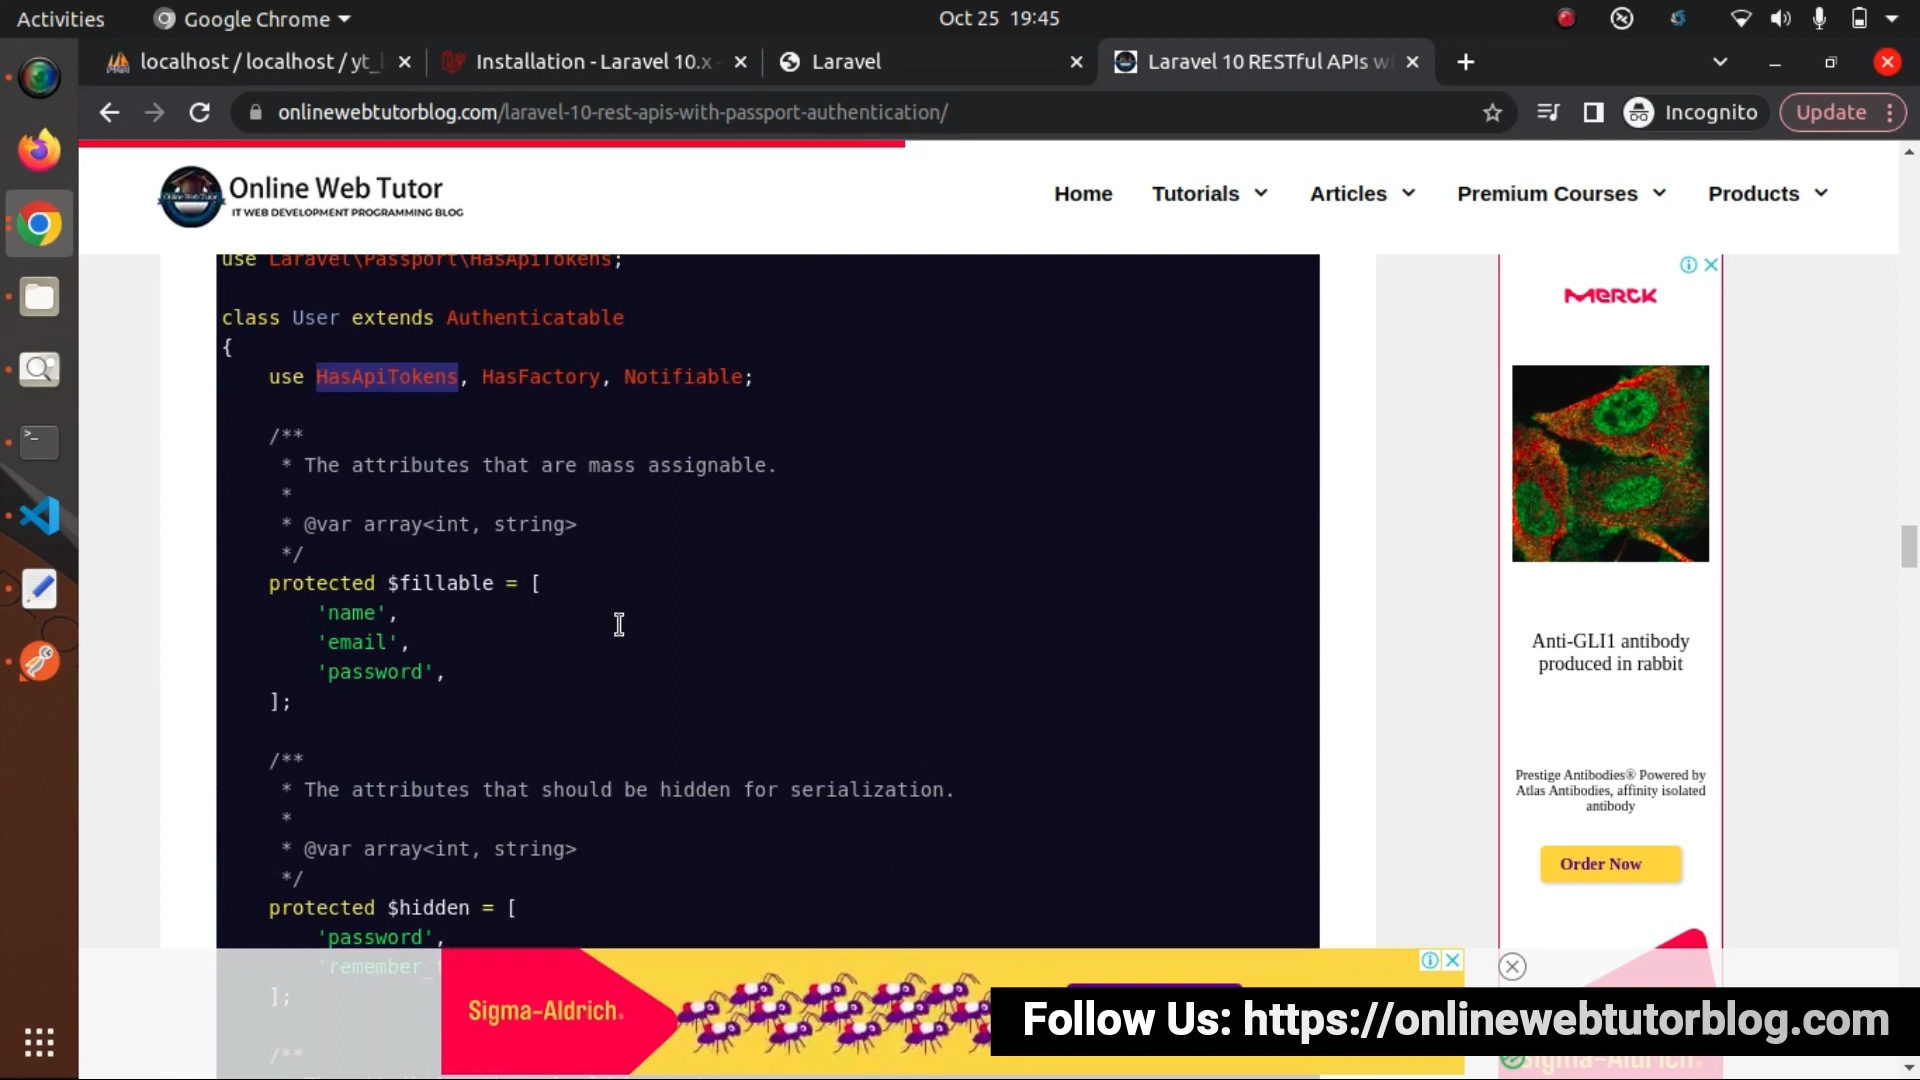 Activities
Google Chrome
Oct 25 19:45
localhost / localhost / yt_l
Installation - Laravel 10.x -
Laravel
Laravel 10 RESTful APIs wi
onlinewebtutorblog.com/laravel-10-rest-apis-with-passport-authentication/
Incognito
Update
Online Web Tutor
IT WEB DEVELOPMENT PROGRAMMING BLOG
Home
Tutorials
Articles
Premium Courses
Products
use Laravel\Passport\HasApiTokens;
class User extends Authenticatable
{
use HasApiTokens, HasFactory, Notifiable;
/**
* The attributes that are mass assignable.
*
* @var array<int, string>
*/
protected $fillable = [
'name',
'email',
'password',
];
/**
* The attributes that should be hidden for serialization.
*
* @var array<int, string>
*/
protected $hidden = [
'password',
'remember_
];
/**
MERCK
Anti-GLI1 antibody
produced in rabbit
Prestige Antibodies® Powered by
Atlas Antibodies, affinity isolated
antibody
Order Now
Sigma-Aldrich.
Follow Us: https://onlinewebtutorblog.com
Sigma-Aldrich.